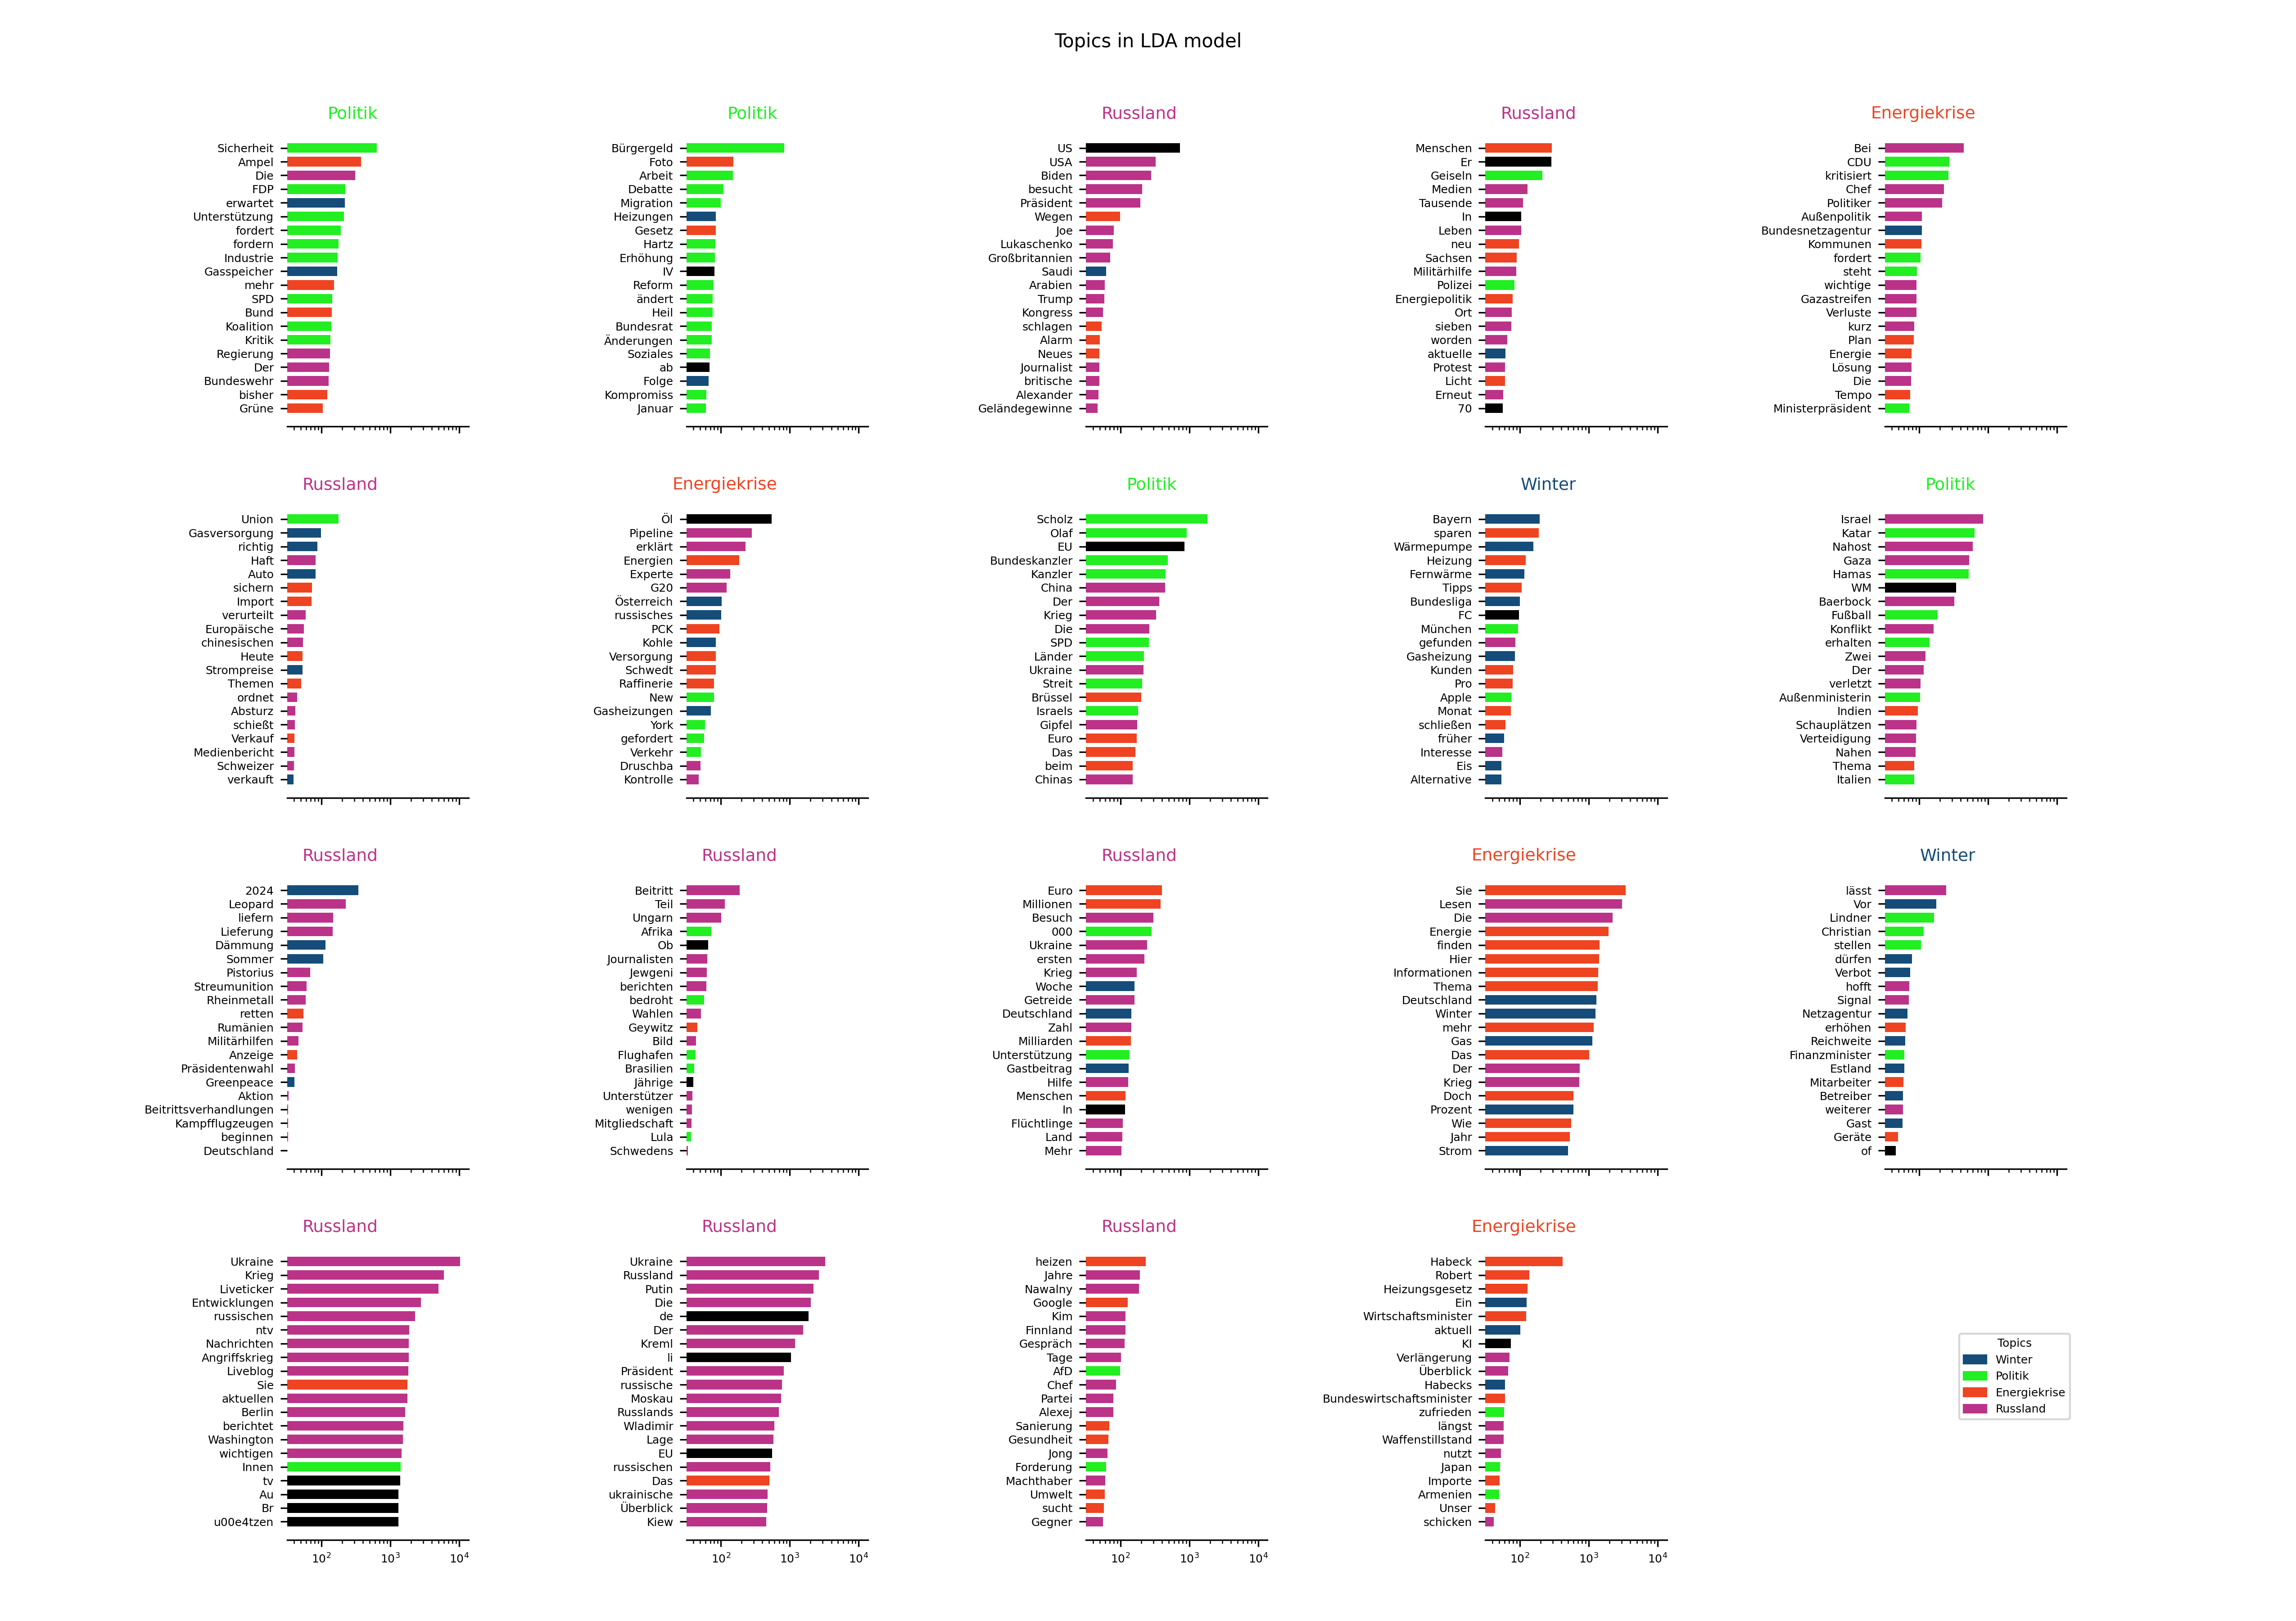 Topics in LDA model
Politik
Sicherheit
Ampel
Die
FDP
erwartet
Unterstützung
fordert
fordern
Industrie
Gasspeicher
mehr
SPD
Bund
Koalition
Kritik
Regierung
Der
Bundeswehr
bisher
Grüne
Politik
Bürgergeld
Foto
Arbeit
Debatte
Migration
Heizungen
Gesetz
Hartz
Erhöhung
IV
Reform
ändert
Heil
Bundesrat
Änderungen
Soziales
ab
Folge
Kompromiss
Januar
Russland
US
USA
Biden
besucht
Präsident
Wegen
Joe
Lukaschenko
Großbritannien
Saudi
Arabien
Trump
Kongress
schlagen
Alarm
Neues
Journalist
britische
Alexander
Geländegewinne
Russland
Menschen
Er
Geiseln
Medien
Tausende
In
Leben
neu
Sachsen
Militärhilfe
Polizei
Energiepolitik
Ort
sieben
worden
aktuelle
Protest
Licht
Erneut
70
Energiekrise
Bei
CDU
kritisiert
Chef
Politiker
Außenpolitik
Bundesnetzagentur
Kommunen
fordert
steht
wichtige
Gazastreifen
Verluste
kurz
Plan
Energie
Lösung
Die
Tempo
Ministerpräsident
Russland
Union
Gasversorgung
richtig
Haft
Auto
sichern
Import
verurteilt
Europäische
chinesischen
Heute
Strompreise
Themen
ordnet
Absturz
schießt
Verkauf
Medienbericht
Schweizer
verkauft
Energiekrise
Öl
Pipeline
erklärt
Energien
Experte
G20
Österreich
russisches
PCK
Kohle
Versorgung
Schwedt
Raffinerie
New
Gasheizungen
York
gefordert
Verkehr
Druschba
Kontrolle
Politik
Scholz
Olaf
EU
Bundeskanzler
Kanzler
China
Der
Krieg
Die
SPD
Länder
Ukraine
Streit
Brüssel
Israels
Gipfel
Euro
Das
beim
Chinas
Winter
Bayern
sparen
Wärmepumpe
Heizung
Fernwärme
Tipps
Bundesliga
FC
München
gefunden
Gasheizung
Kunden
Pro
Apple
Monat
schließen
früher
Interesse
Eis
Alternative
Politik
Israel
Katar
Nahost
Gaza
Hamas
WM
Baerbock
Fußball
Konflikt
erhalten
Zwei
Der
verletzt
Außenministerin
Indien
Schauplätzen
Verteidigung
Nahen
Thema
Italien
Russland
2024
Leopard
liefern
Lieferung
Dämmung
Sommer
Pistorius
Streumunition
Rheinmetall
retten
Rumänien
Militärhilfen
Anzeige
Präsidentenwahl
Greenpeace
Aktion
Beitrittsverhandlungen
Kampfflugzeugen
beginnen
Deutschland
Russland
Beitritt
Teil
Ungarn
Afrika
Ob
Journalisten
Jewgeni
berichten
bedroht
Wahlen
Geywitz
Bild
Flughafen
Brasilien
Jährige
Unterstützer
wenigen
Mitgliedschaft
Lula
Schwedens
Russland
Euro
Millionen
Besuch
000
Ukraine
ersten
Krieg
Woche
Getreide
Deutschland
Zahl
Milliarden
Unterstützung
Gastbeitrag
Hilfe
Menschen
In
Flüchtlinge
Land
Mehr
Energiekrise
Sie
Lesen
Die
Energie
finden
Hier
Informationen
Thema
Deutschland
Winter
mehr
Gas
Das
Der
Krieg
Doch
Prozent
Wie
Jahr
Strom
Winter
lässt
Vor
Lindner
Christian
stellen
dürfen
Verbot
hofft
Signal
Netzagentur
erhöhen
Reichweite
Finanzminister
Estland
Mitarbeiter
Betreiber
weiterer
Gast
Geräte
of
Russland
Ukraine
Krieg
Liveticker
Entwicklungen
russischen
ntv
Nachrichten
Angriffskrieg
Liveblog
Sie
aktuellen
Berlin
berichtet
Washington
wichtigen
Innen
tv
Au
Br
u00e4tzen
10² 10³ 10⁴
Russland
Ukraine
Russland
Putin
Die
de
Der
Kreml
li
Präsident
russische
Moskau
Russlands
Wladimir
Lage
EU
russischen
Das
ukrainische
Überblick
Kiew
10² 10³ 10⁴
Russland
heizen
Jahre
Nawalny
Google
Kim
Finnland
Gespräch
Tage
AfD
Chef
Partei
Alexej
Sanierung
Gesundheit
Jong
Forderung
Machthaber
Umwelt
sucht
Gegner
10² 10³ 10⁴
Energiekrise
Habeck
Robert
Heizungsgesetz
Ein
Wirtschaftsminister
aktuell
KI
Verlängerung
Überblick
Habecks
Bundeswirtschaftsminister
zufrieden
längst
Waffenstillstand
nutzt
Japan
Importe
Armenien
Unser
schicken
10² 10³ 10⁴
Topics
Winter
Politik
Energiekrise
Russland